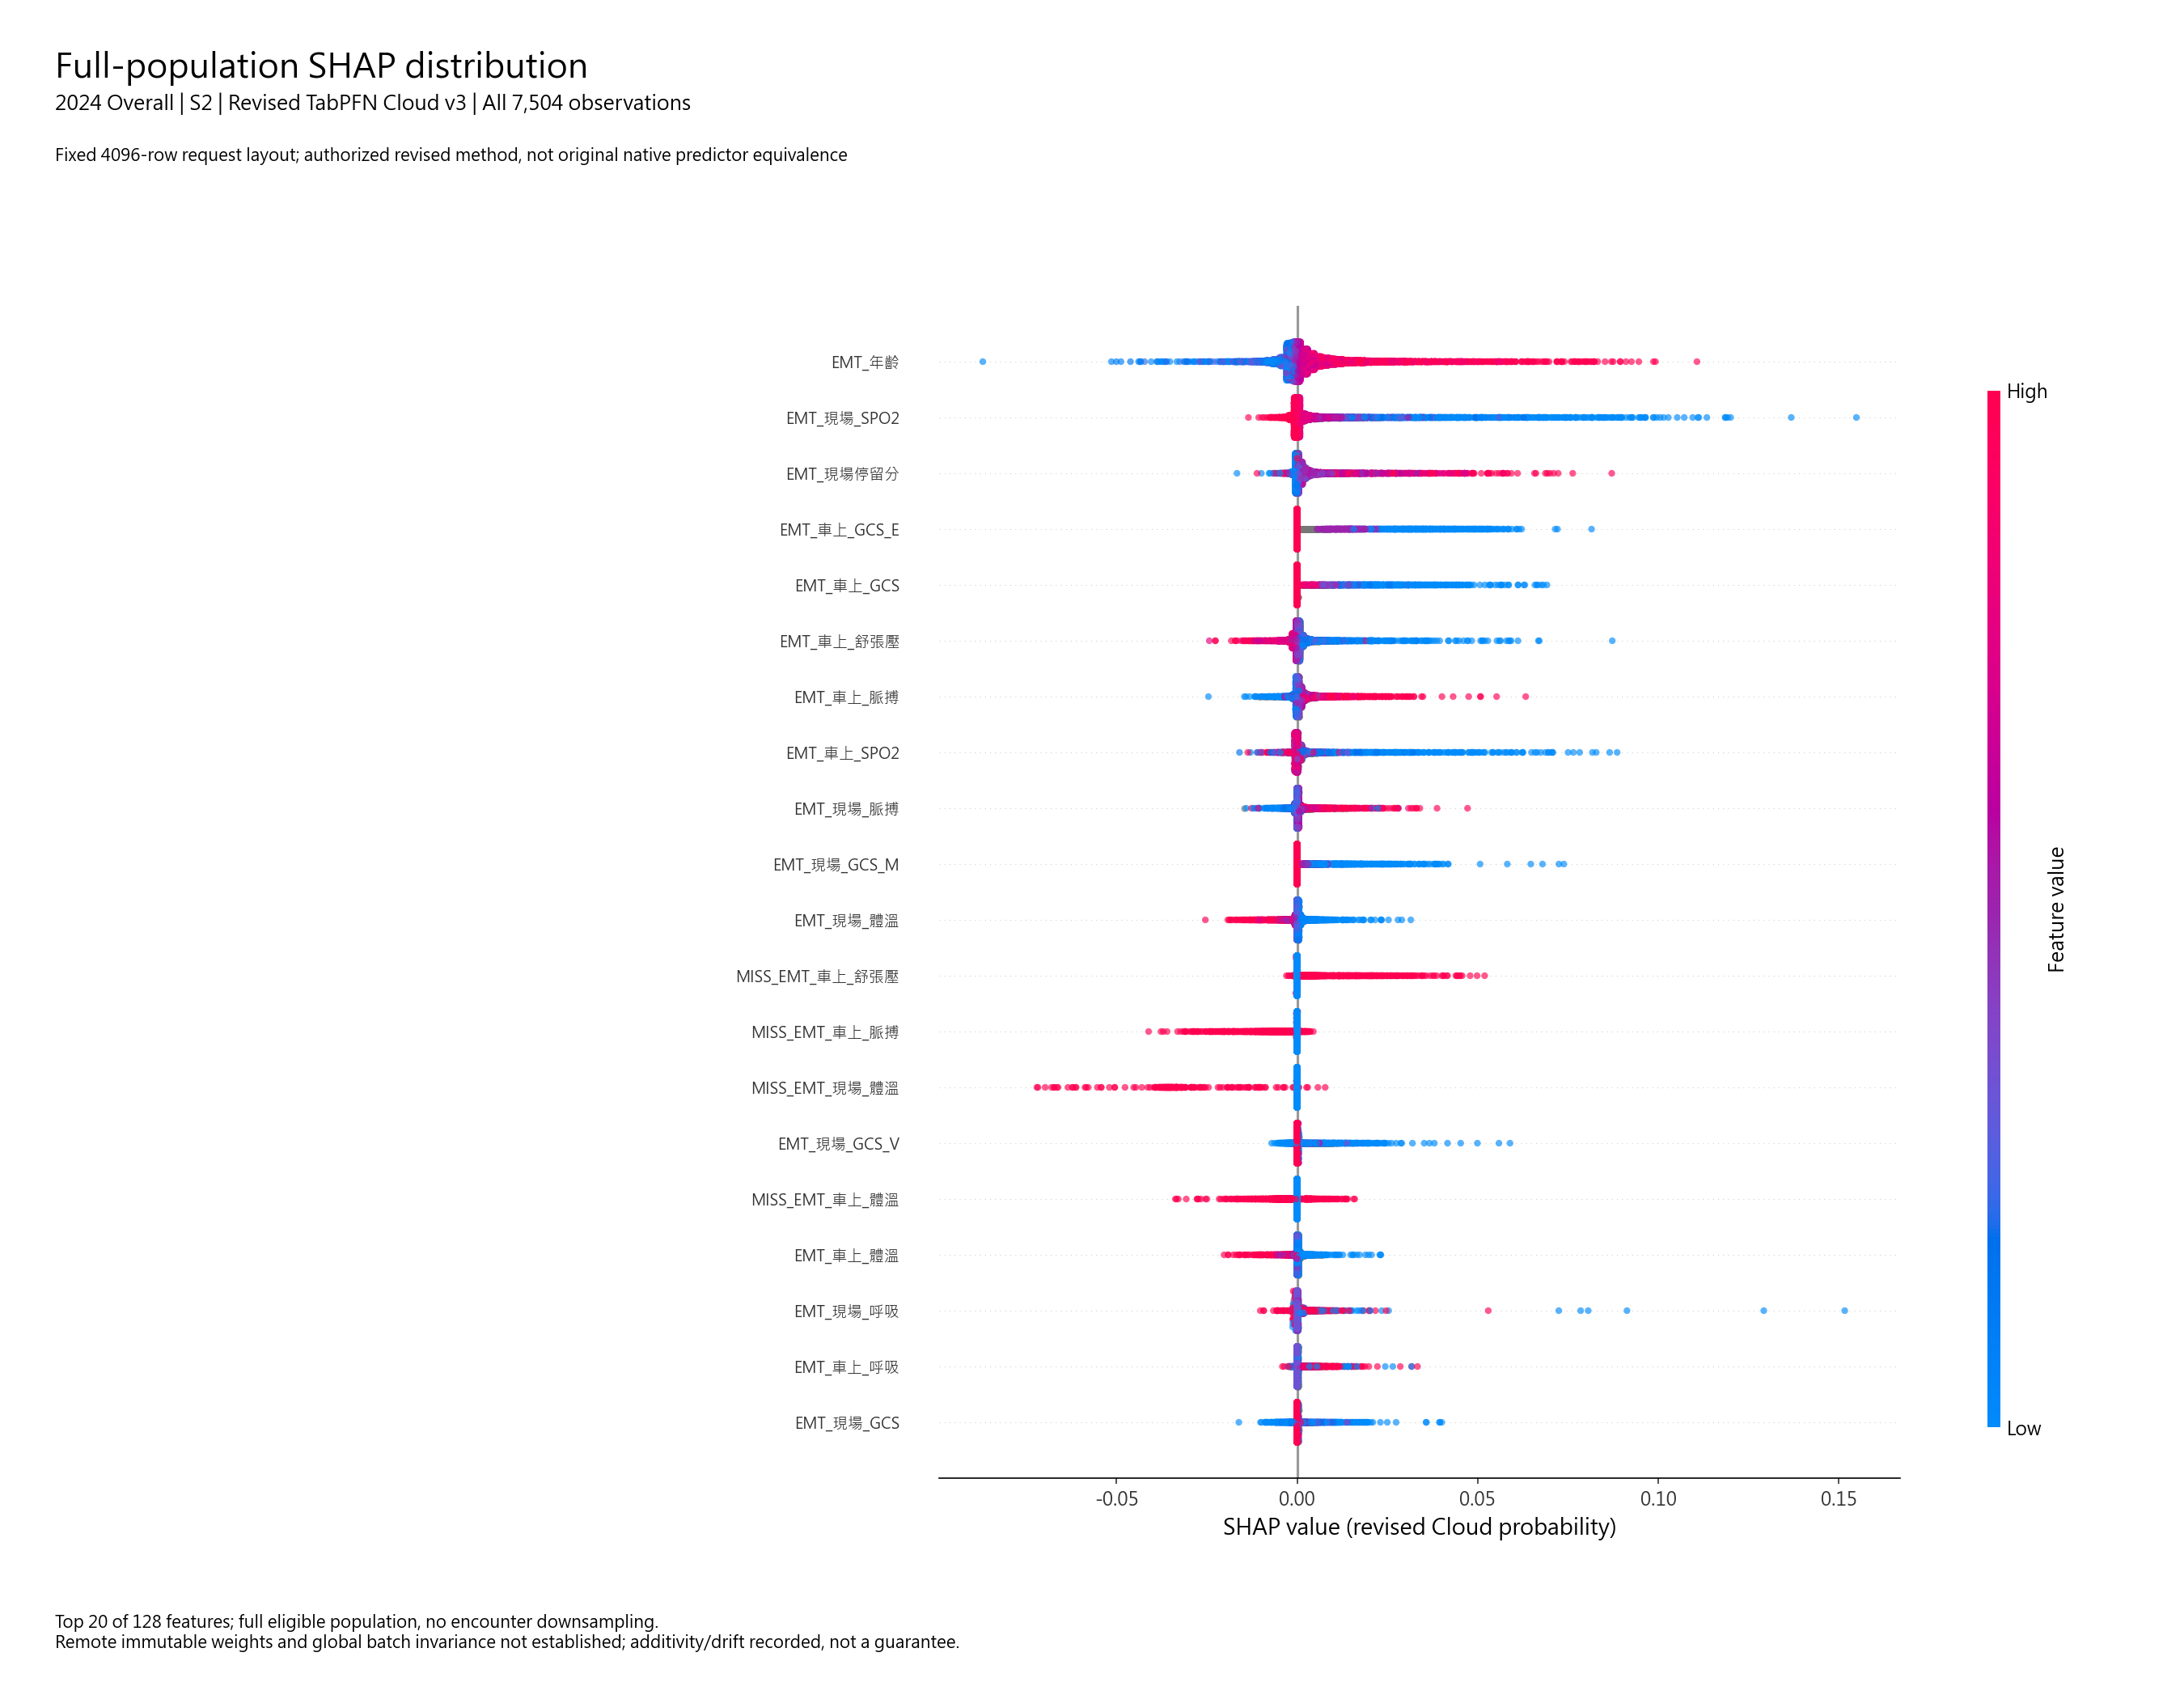 Full-population SHAP distribution
2024 Overall | S2 | Revised TabPFN Cloud v3 | All 7,504 observations
Fixed 4096-row request layout; authorized revised method, not original native predictor equivalence
EMT_年齡
EMT_現場_SPO2
EMT_現場停留分
EMT_車上_GCS_E
EMT_車上_GCS
EMT_車上_舒張壓
EMT_車上_脈搏
EMT_車上_SPO2
EMT_現場_脈搏
EMT_現場_GCS_M
EMT_現場_體溫
MISS_EMT_車上_舒張壓
MISS_EMT_車上_脈搏
MISS_EMT_現場_體溫
EMT_現場_GCS_V
MISS_EMT_車上_體溫
EMT_車上_體溫
EMT_現場_呼吸
EMT_車上_呼吸
EMT_現場_GCS
-0.05 0.00 0.05 0.10 0.15
SHAP value (revised Cloud probability)
High
Feature value
Low
Top 20 of 128 features; full eligible population, no encounter downsampling.
Remote immutable weights and global batch invariance not established; additivity/drift recorded, not a guarantee.